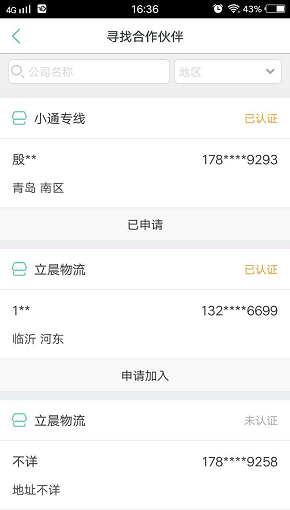 4G 16:36 43%
寻找合作伙伴
公司名称 地区
小通专线 已认证
殷** 178****9293
青岛 南区
已申请
立晨物流 已认证
1** 132****6699
临沂 河东
申请加入
立晨物流 未认证
不详 178****9258
地址不详